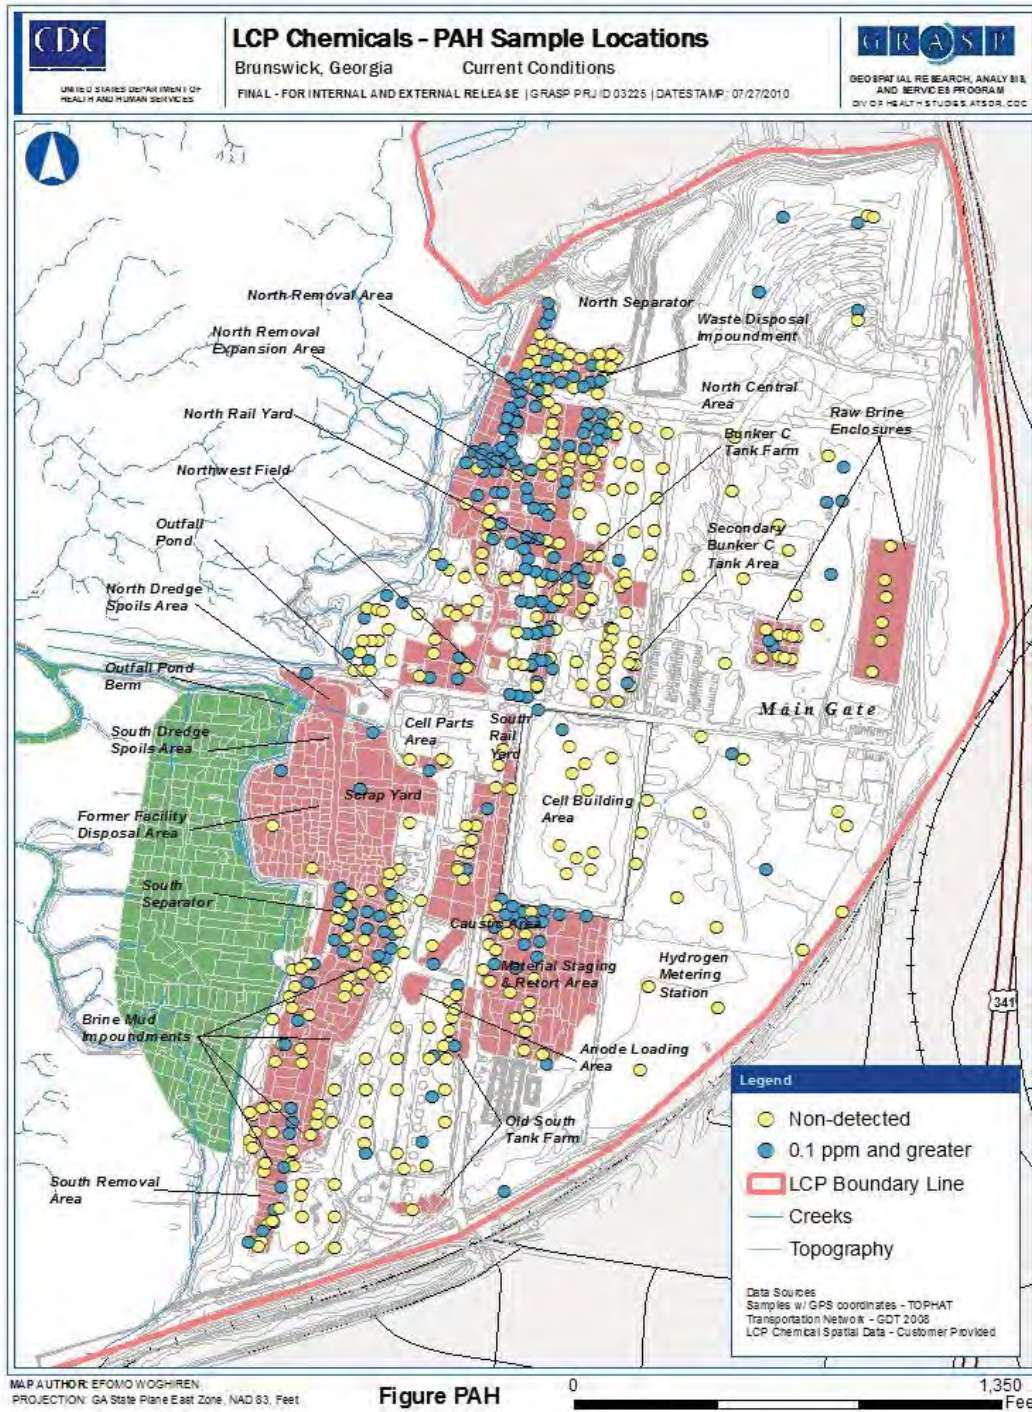 CDC
UNITED STATES DEPARTMENT OF
HEALTH AND HUMAN SERVICES
LCP Chemicals - PAH Sample Locations
Brunswick, Georgia Current Conditions
FINAL - FOR INTERNAL AND EXTERNAL RELEASE | GRASP PRJ ID 03225 | DATESTAMP: 07/27/2010
GRASP
GEOSPATIAL RESEARCH, ANALYSIS,
AND SERVICES PROGRAM
DIV OF HEALTH STUDIES, ATSDR, CDC
North Removal Area
North Separator
North Removal
Expansion Area
Waste Disposal
Impoundment
North Central
Area
North Rail Yard
Raw Brine
Enclosures
Bunker C
Tank Farm
Northwest Field
Outfall
Pond
Secondary
Bunker C
Tank Area
North Dredge
Spoils Area
Outfall Pond
Berm
Main Gate
South Dredge
Spoils Area
Cell Parts
Area
South
Rail
Yard
Scrap Yard
Cell Building
Area
Former Facility
Disposal Area
South
Separator
Caustic Area
Material Staging
& Retort Area
Hydrogen
Metering
Station
341
Brine Mud
Impoundments
Anode Loading
Area
Old South
Tank Farm
South Removal
Area
Legend
Non-detected
0.1 ppm and greater
LCP Boundary Line
Creeks
Topography
Data Sources
Samples w/ GPS coordinates - TOPHAT
Transportation Network - GDT 2008
LCP Chemical Spatial Data - Customer Provided
MAP AUTHOR: EFOMO WOGHIREN
PROJECTION: GA State Plane East Zone, NAD 83, Feet
Figure PAH
0 1,350
Fee